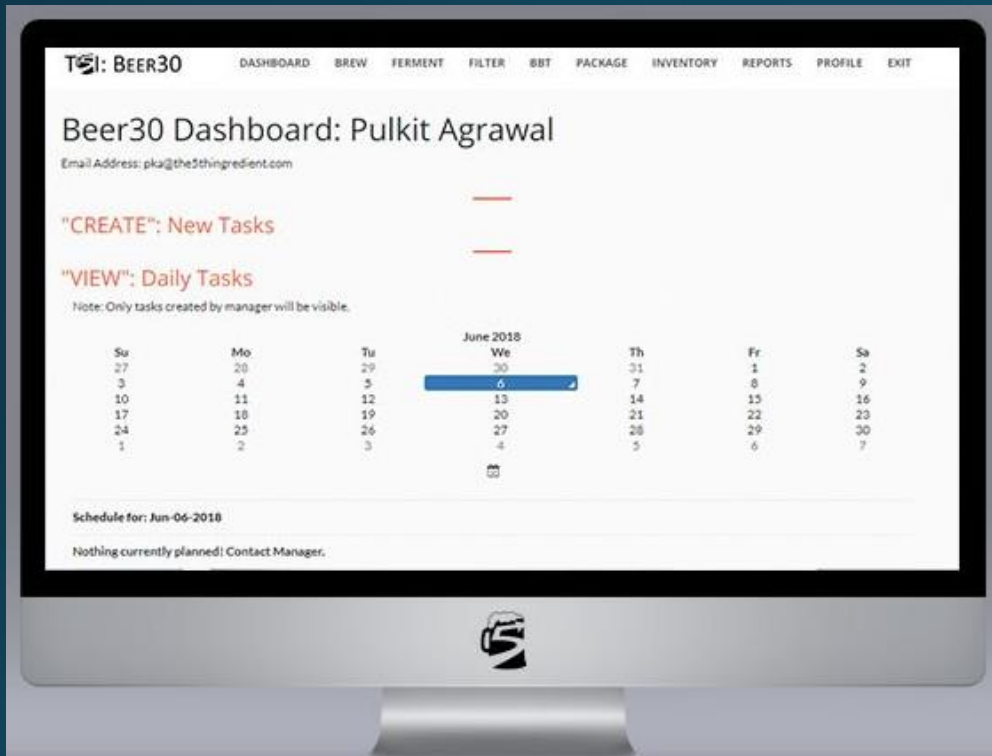 T5I: BEER30 DASHBOARD BREW FERMENT FILTER BBT PACKAGE INVENTORY REPORTS PROFILE EXIT
Beer30 Dashboard: Pulkit Agrawal
Email Address: pka@the5thingredient.com
"CREATE": New Tasks
"VIEW": Daily Tasks
Note: Only tasks created by manager will be visible.
June 2018
Su Mo Tu We Th Fr Sa
27 28 29 30 31 1 2
3 4 5 6 7 8 9
10 11 12 13 14 15 16
17 18 19 20 21 22 23
24 25 26 27 28 29 30
1 2 3 4 5 6 7
Schedule for: Jun-06-2018
Nothing currently planned! Contact Manager.
5